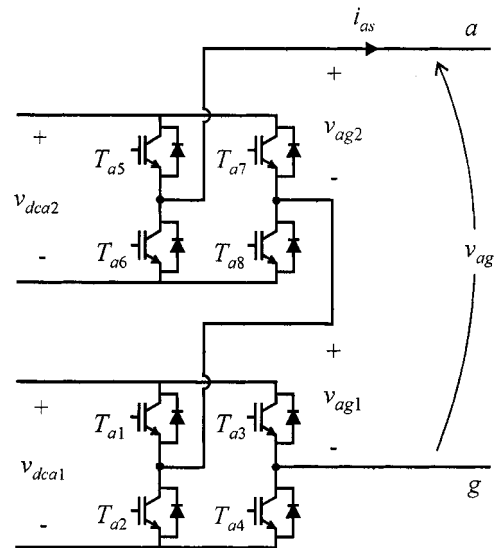 i_as a
+ +
T_a5 T_a7 v_ag2
v_dca2 -
T_a6 T_a8
- v_ag
+
+ T_a1 T_a3 v_ag1
v_dca1 -
T_a2 T_a4 g
-